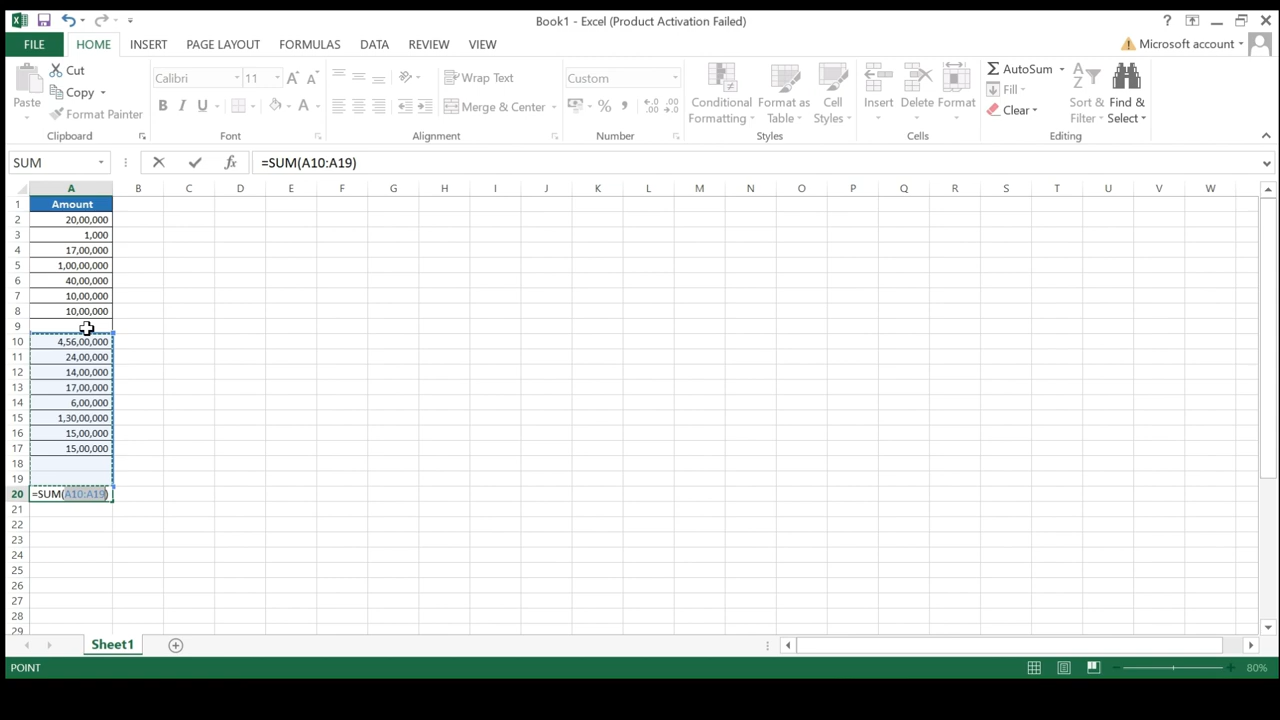 Book1 - Excel (Product Activation Failed)
FILE HOME INSERT PAGE LAYOUT FORMULAS DATA REVIEW VIEW Microsoft account
Paste Cut Copy Format Painter Clipboard
Calibri 11 B I U A Font
Wrap Text Merge & Center Alignment
Custom % , Number
Conditional Formatting Format as Table Cell Styles Styles
Insert Delete Format Cells
AutoSum Fill Clear Sort & Filter Find & Select Editing
SUM fx =SUM(A10:A19)
A B C D E F G H I J K L M N O P Q R S T U V W
1 Amount
2 20,00,000
3 1,000
4 17,00,000
5 1,00,00,000
6 40,00,000
7 10,00,000
8 10,00,000
9
10 4,56,00,000
11 24,00,000
12 14,00,000
13 17,00,000
14 6,00,000
15 1,30,00,000
16 15,00,000
17 15,00,000
18
19
20 =SUM(A10:A19)
21
22
23
24
25
26
27
28
29
Sheet1
POINT 80%